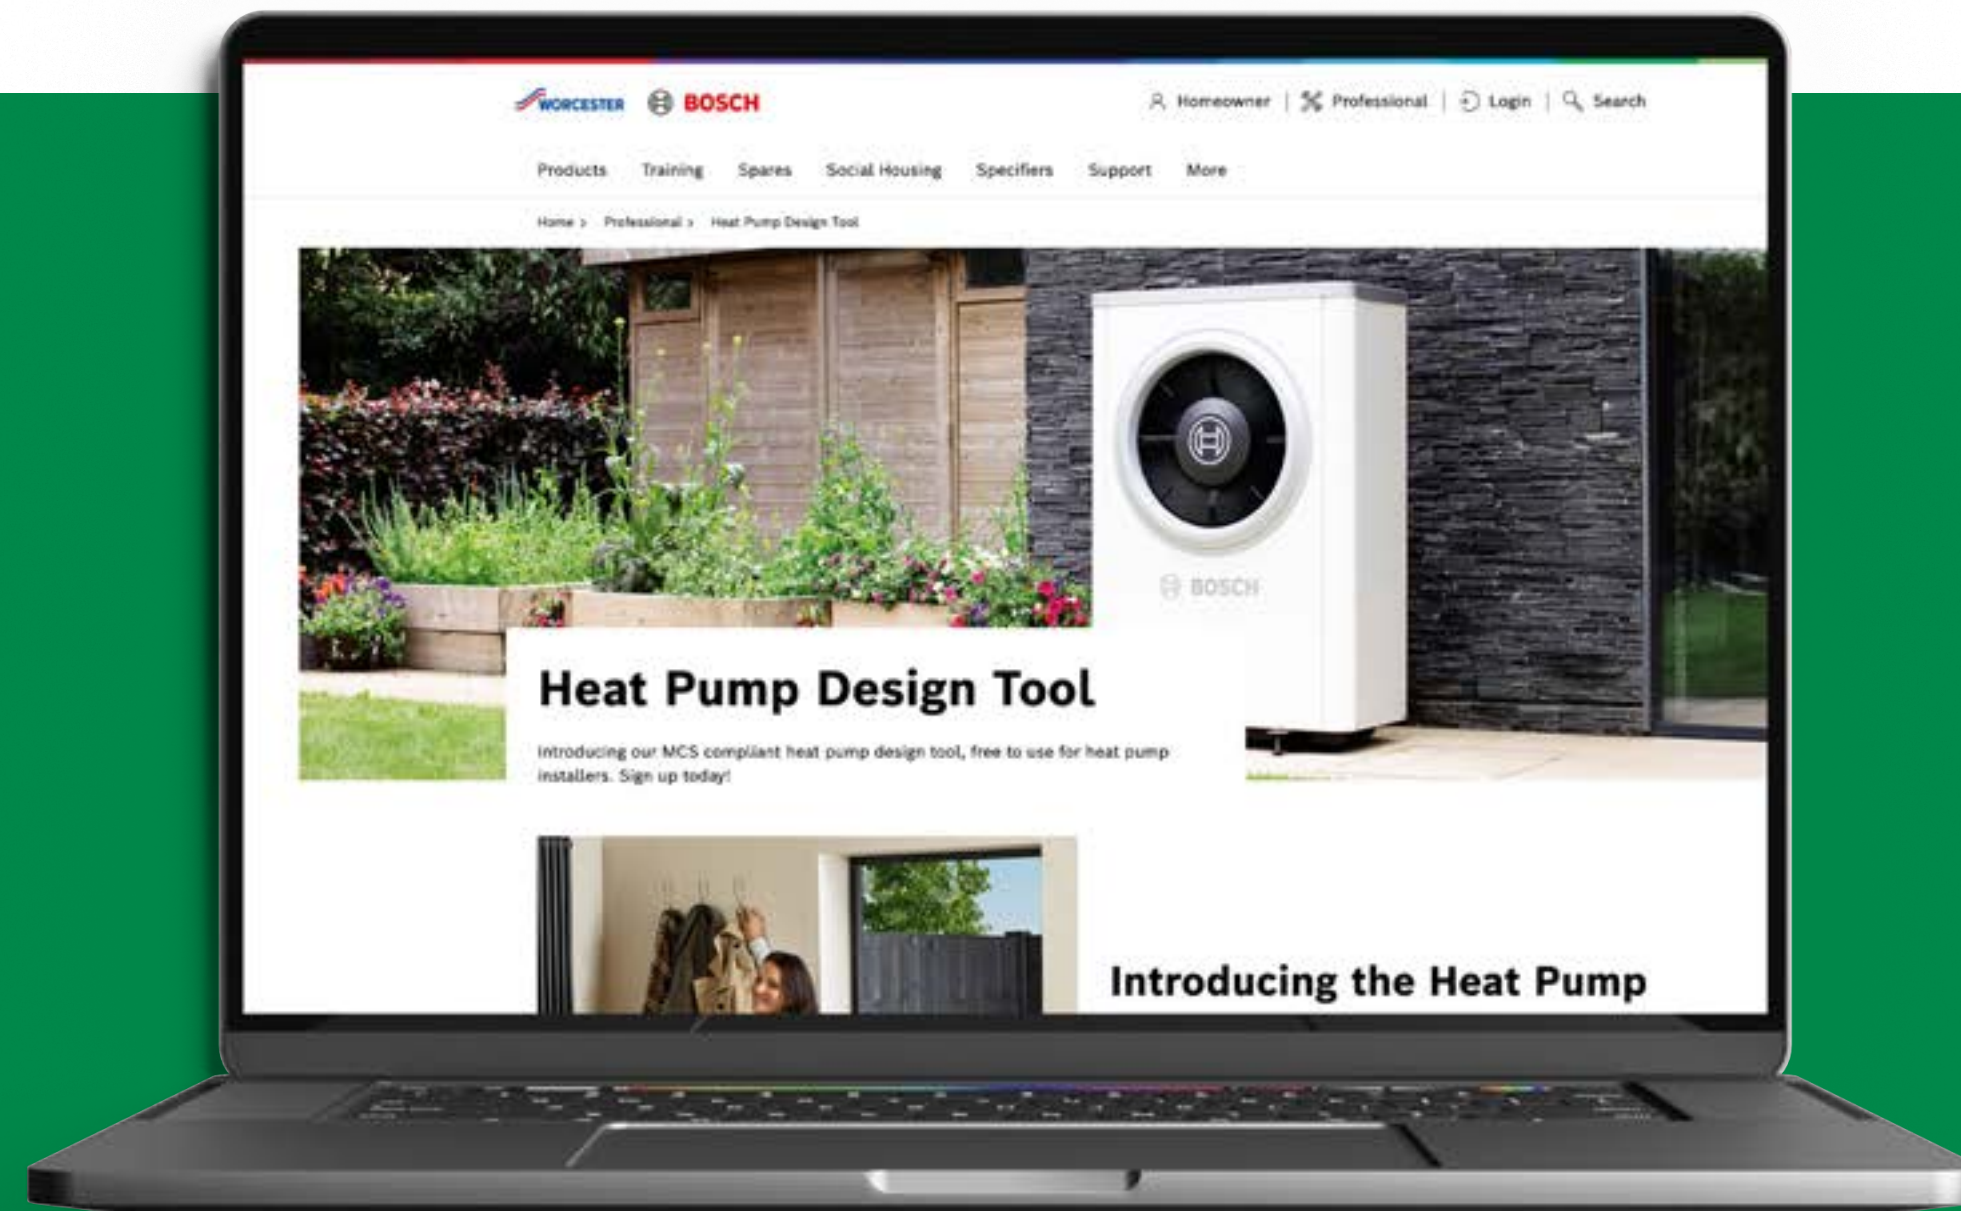 WORCESTER BOSCH
Homeowner | Professional | Login | Search
Products Training Spares Social Housing Specifiers Support More
Home > Professional > Heat Pump Design Tool
BOSCH
Heat Pump Design Tool
Introducing our MCS compliant heat pump design tool, free to use for heat pump
installers. Sign up today!
Introducing the Heat Pump